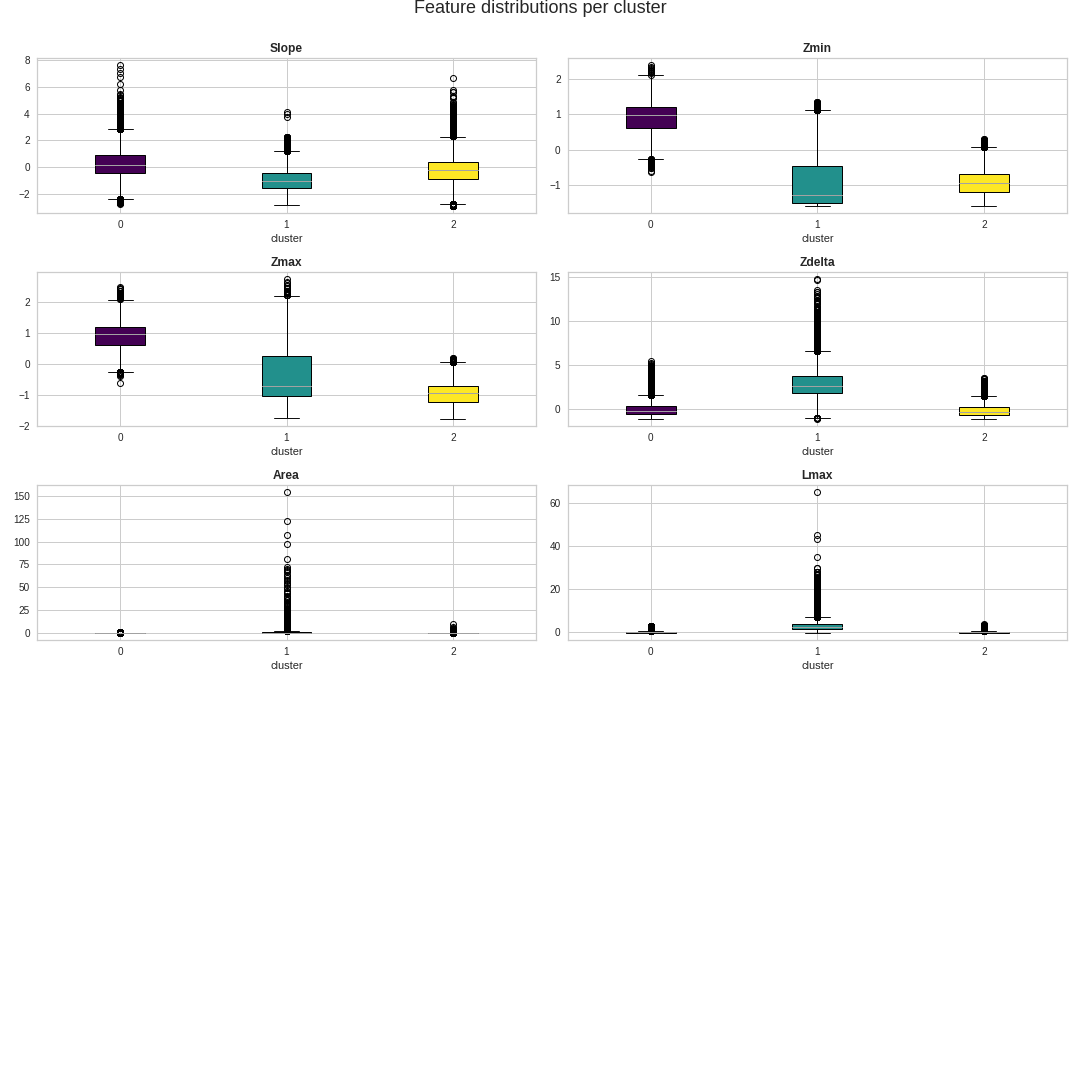 Feature distributions per cluster
Slope
8
6
4
2
0
−2
0 1 2
cluster
Zmin
2
1
0
−1
0 1 2
cluster
Zmax
2
1
0
−1
−2
0 1 2
cluster
Zdelta
15
10
5
0
0 1 2
cluster
Area
150
125
100
75
50
25
0
0 1 2
cluster
Lmax
60
40
20
0
0 1 2
cluster